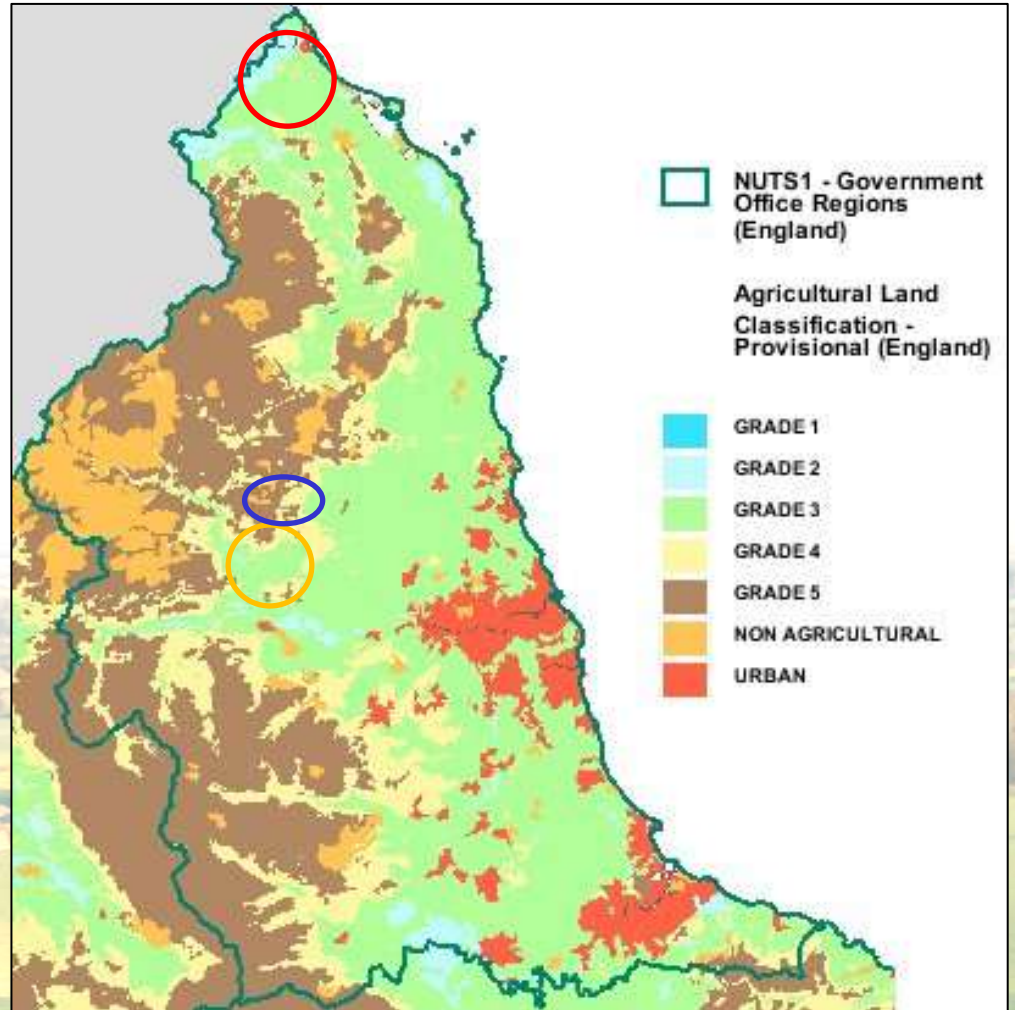 NUTS1 - Government
Office Regions
(England)
Agricultural Land
Classification -
Provisional (England)
GRADE 1
GRADE 2
GRADE 3
GRADE 4
GRADE 5
NON AGRICULTURAL
URBAN